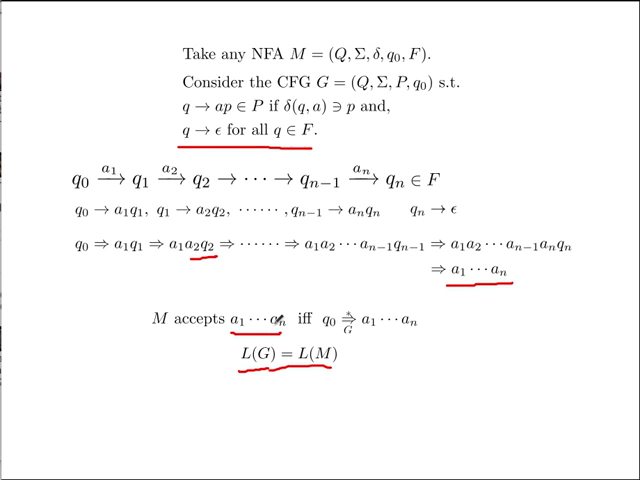 Take any NFA M = (Q, Σ, δ, q₀, F).
Consider the CFG G = (Q, Σ, P, q₀) s.t.
q → ap ∈ P if δ(q, a) ∋ p and,
q → ϵ for all q ∈ F.
q₀ —a₁→ q₁ —a₂→ q₂ → ⋯ → qₙ₋₁ —aₙ→ qₙ ∈ F
q₀ → a₁q₁, q₁ → a₂q₂, ⋯⋯, qₙ₋₁ → aₙqₙ qₙ → ϵ
q₀ ⇒ a₁q₁ ⇒ a₁a₂q₂ ⇒ ⋯⋯ ⇒ a₁a₂⋯aₙ₋₁qₙ₋₁ ⇒ a₁a₂⋯aₙ₋₁aₙqₙ
⇒ a₁⋯aₙ
M accepts a₁⋯aₙ iff q₀ ⇒*G a₁⋯aₙ
L(G) = L(M)